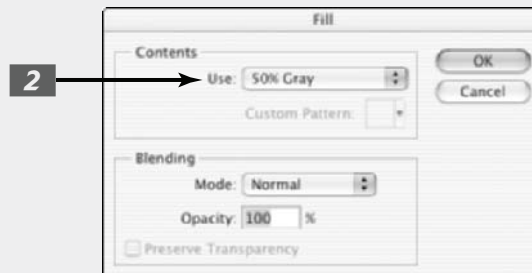 Fill
Contents
2
Use: 50% Gray
Custom Pattern:
Blending
Mode: Normal
Opacity: 100 %
Preserve Transparency
OK
Cancel